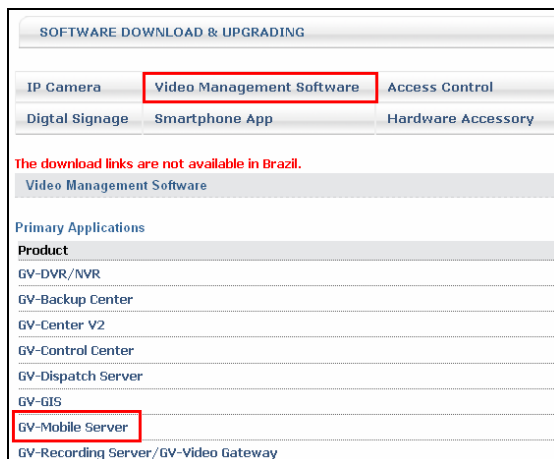 SOFTWARE DOWNLOAD & UPGRADING
IP Camera Video Management Software Access Control
Digtal Signage Smartphone App Hardware Accessory
The download links are not available in Brazil.
Video Management Software
Primary Applications
Product
GV-DVR/NVR
GV-Backup Center
GV-Center V2
GV-Control Center
GV-Dispatch Server
GV-GIS
GV-Mobile Server
GV-Recording Server/GV-Video Gateway